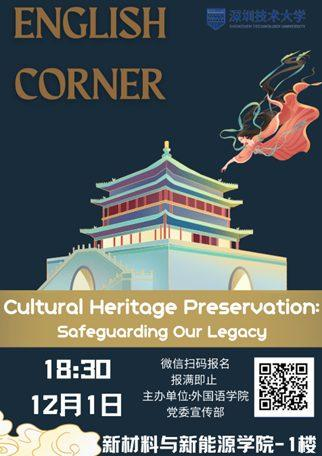 ENGLISH
CORNER
深圳技术大学
SHENZHEN TECHNOLOGY UNIVERSITY
Cultural Heritage Preservation:
Safeguarding Our Legacy
18:30
12月1日
微信扫码报名
报满即止
主办单位:外国语学院
党委宣传部
新材料与新能源学院-1楼